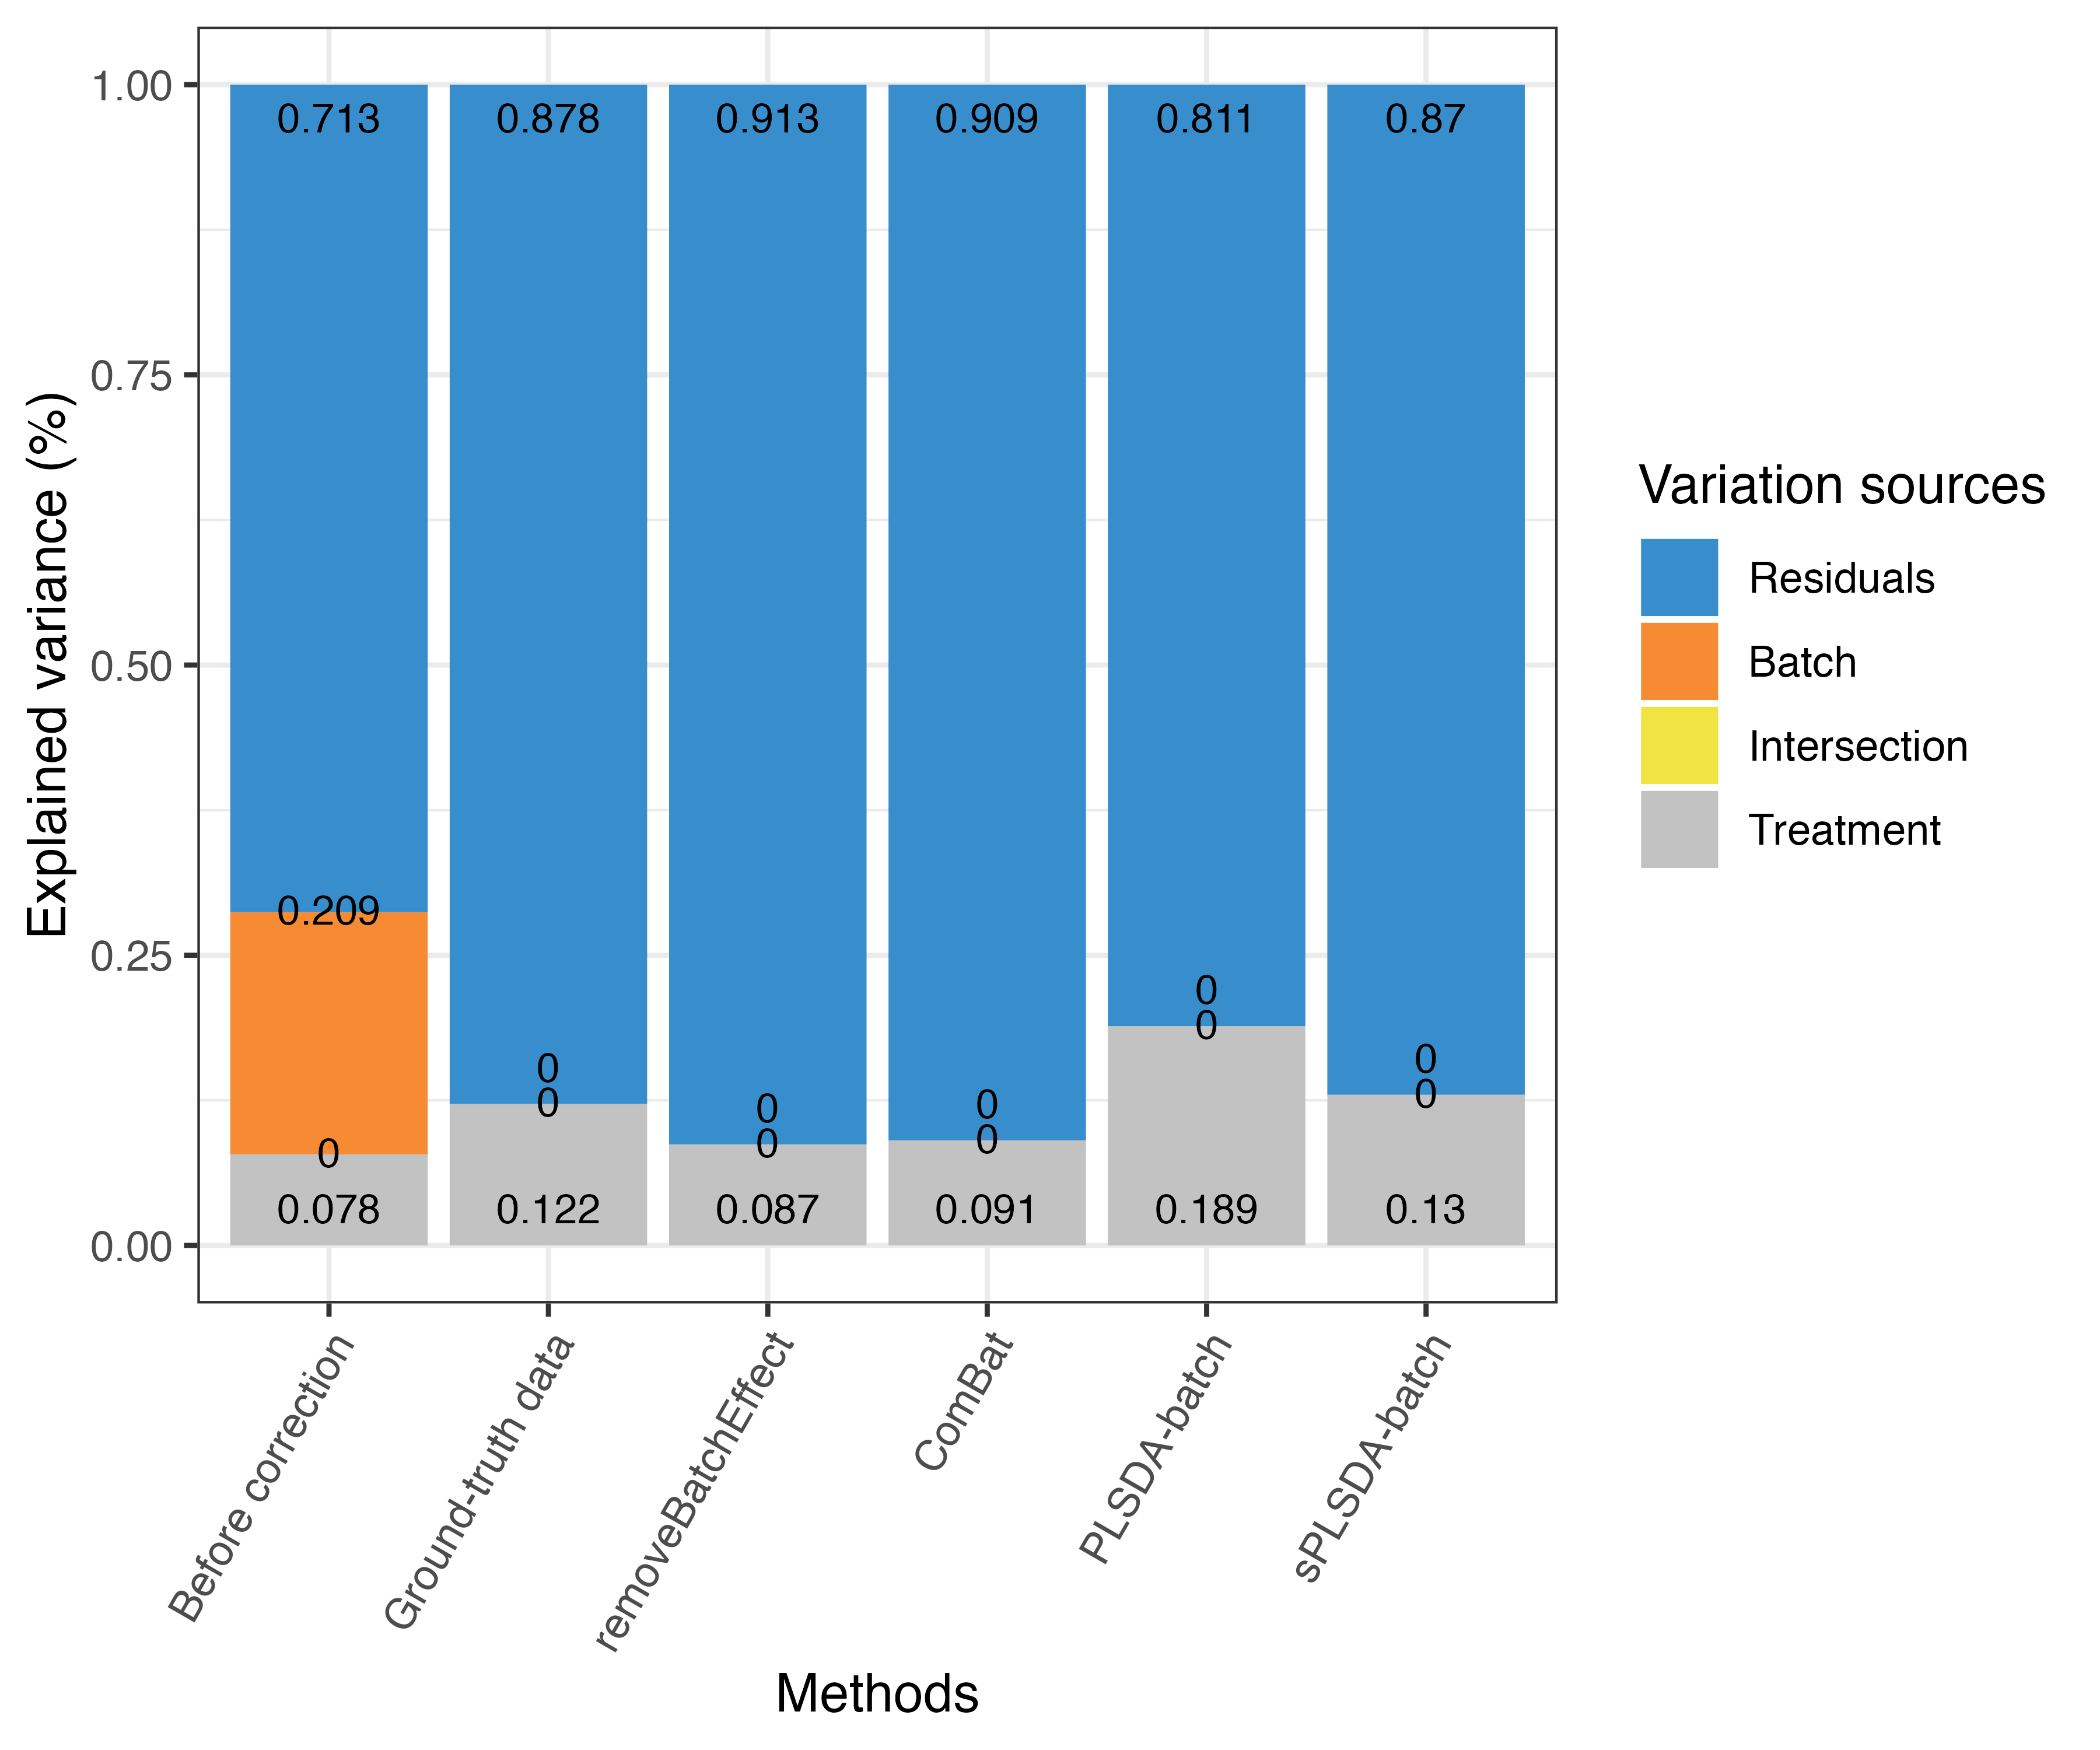 Explained variance (%)
1.00
0.75
0.50
0.25
0.00
0.713
0.878
0.913
0.909
0.811
0.87
0.209
0
0
0
0
0
0
0
0
0
0
0
0.078
0.122
0.087
0.091
0.189
0.13
Before correction
Ground-truth data
removeBatchEffect
ComBat
PLSDA-batch
sPLSDA-batch
Methods
Variation sources
Residuals
Batch
Intersection
Treatment